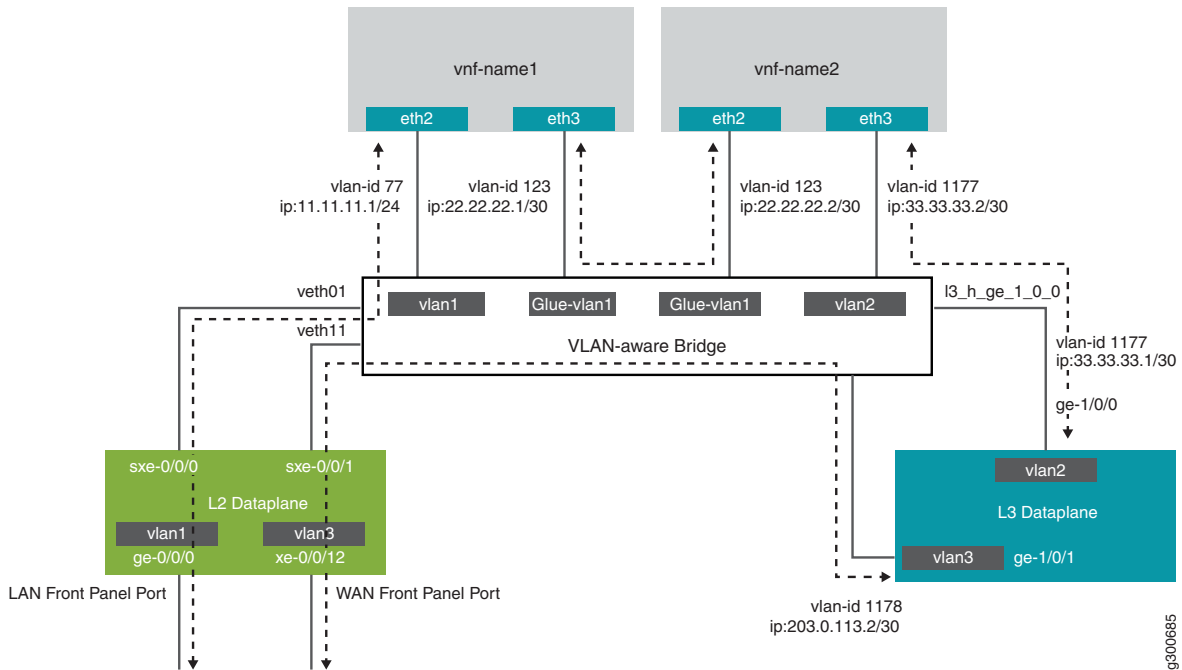 vnf-name1
vnf-name2
eth2
eth3
eth2
eth3
vlan-id 77
ip:11.11.11.1/24
vlan-id 123
ip:22.22.22.1/30
vlan-id 123
ip:22.22.22.2/30
vlan-id 1177
ip:33.33.33.2/30
veth01
vlan1
Glue-vlan1
Glue-vlan1
vlan2
l3_h_ge_1_0_0
veth11
VLAN-aware Bridge
vlan-id 1177
ip:33.33.33.1/30
ge-1/0/0
sxe-0/0/0
sxe-0/0/1
L2 Dataplane
vlan1
vlan3
ge-0/0/0
xe-0/0/12
vlan2
L3 Dataplane
vlan3
ge-1/0/1
LAN Front Panel Port
WAN Front Panel Port
vlan-id 1178
ip:203.0.113.2/30
g300685